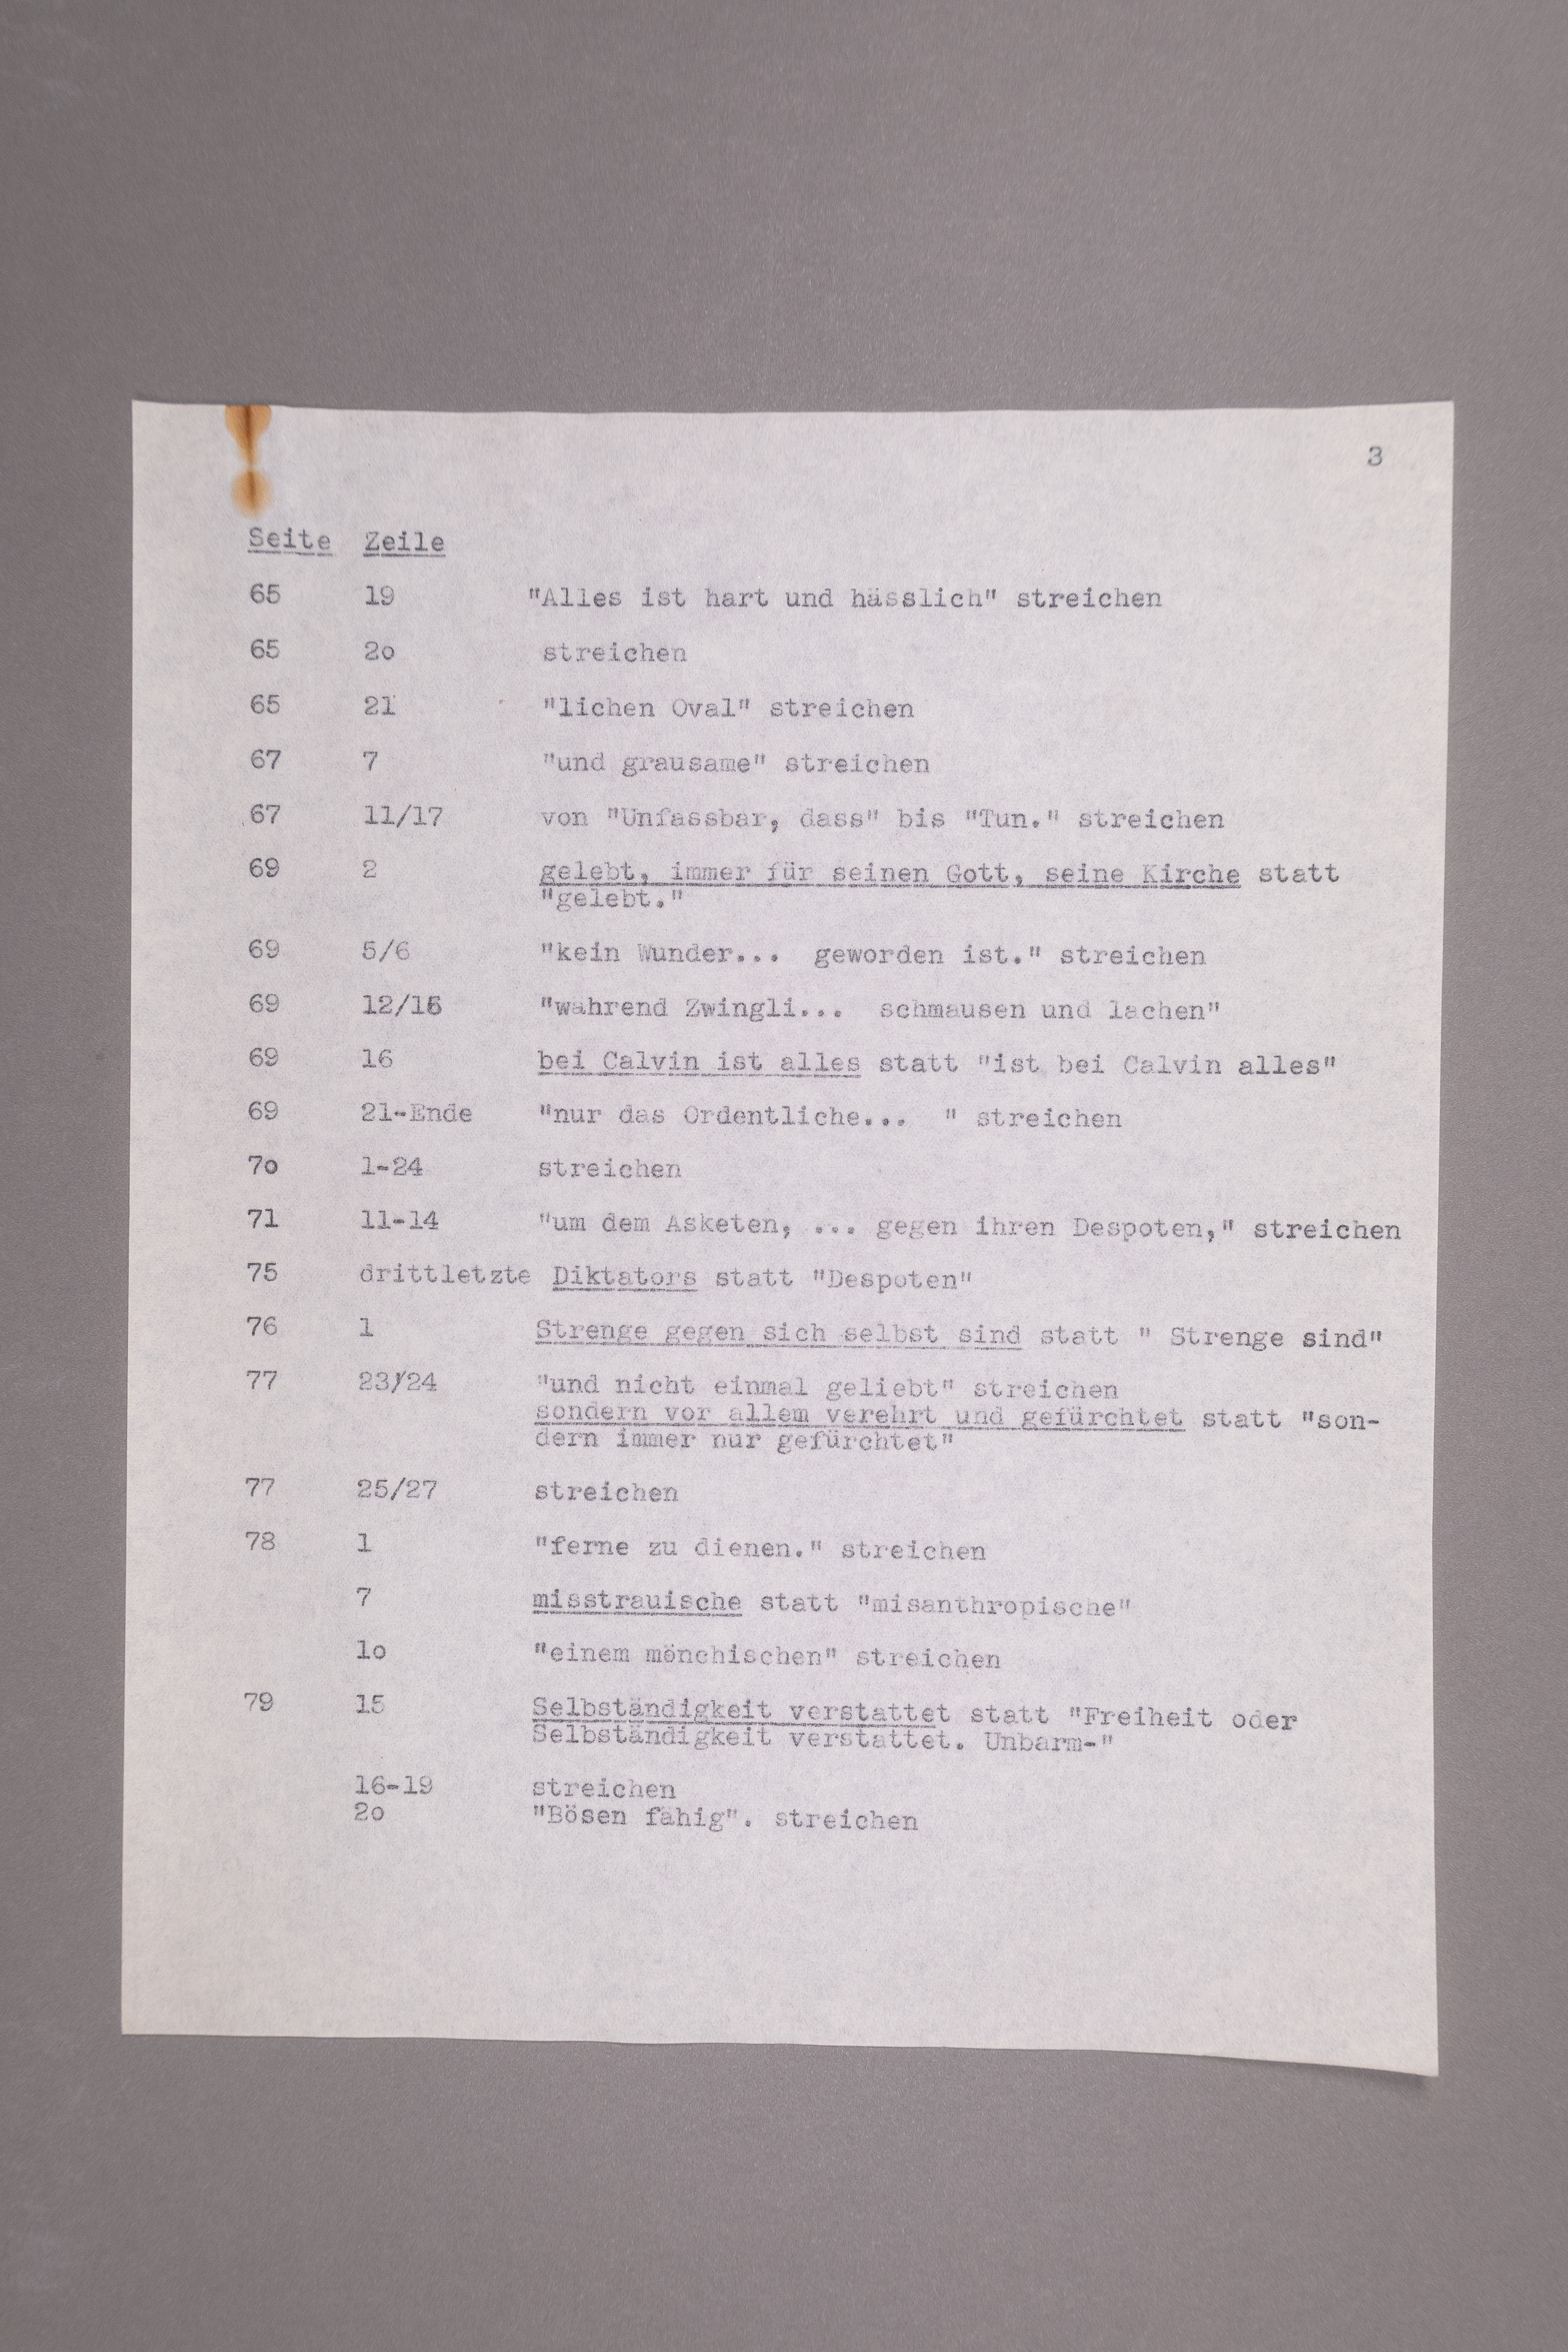 3
Seite Zeile
65 19 "Alles ist hart und hässlich" streichen
65 2o streichen
65 21 "lichen Oval" streichen
67 7 "und grausame" streichen
67 11/17 von "Unfassbar, dass" bis "Tun." streichen
69 2 gelebt, immer für seinen Gott, seine Kirche statt
"gelebt."
69 5/6 "kein Wunder... geworden ist." streichen
69 12/16 "während Zwingli... schmausen und lachen"
69 16 bei Calvin ist alles statt "ist bei Calvin alles"
69 21-Ende "nur das Ordentliche... " streichen
7o 1-24 streichen
71 11-14 "um dem Asketen, ... gegen ihren Despoten," streichen
75 drittletzte Diktators statt "Despoten"
76 1 Strenge gegen sich selbst sind statt " Strenge sind"
77 23/24 "und nicht einmal geliebt" streichen
sondern vor allem verehrt und gefürchtet statt "son-
dern immer nur gefürchtet"
77 25/27 streichen
78 1 "ferne zu dienen." streichen
7 misstrauische statt "misanthropische"
1o "einem mönchischen" streichen
79 15 Selbständigkeit verstattet statt "Freiheit oder
Selbständigkeit verstattet. Unbarm-"
16-19 streichen
2o "Bösen fähig". streichen